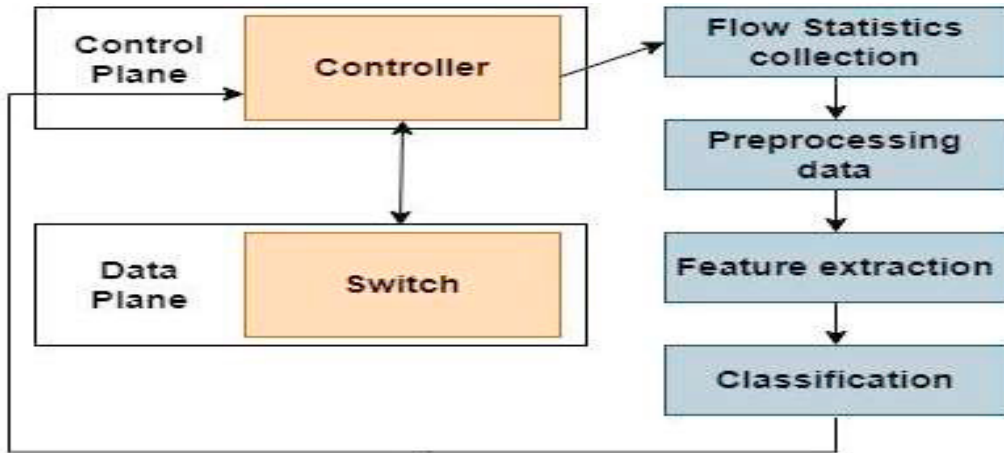 Control
Plane
Controller
Flow Statistics
collection
Preprocessing
data
Data
Plane
Switch
Feature extraction
Classification